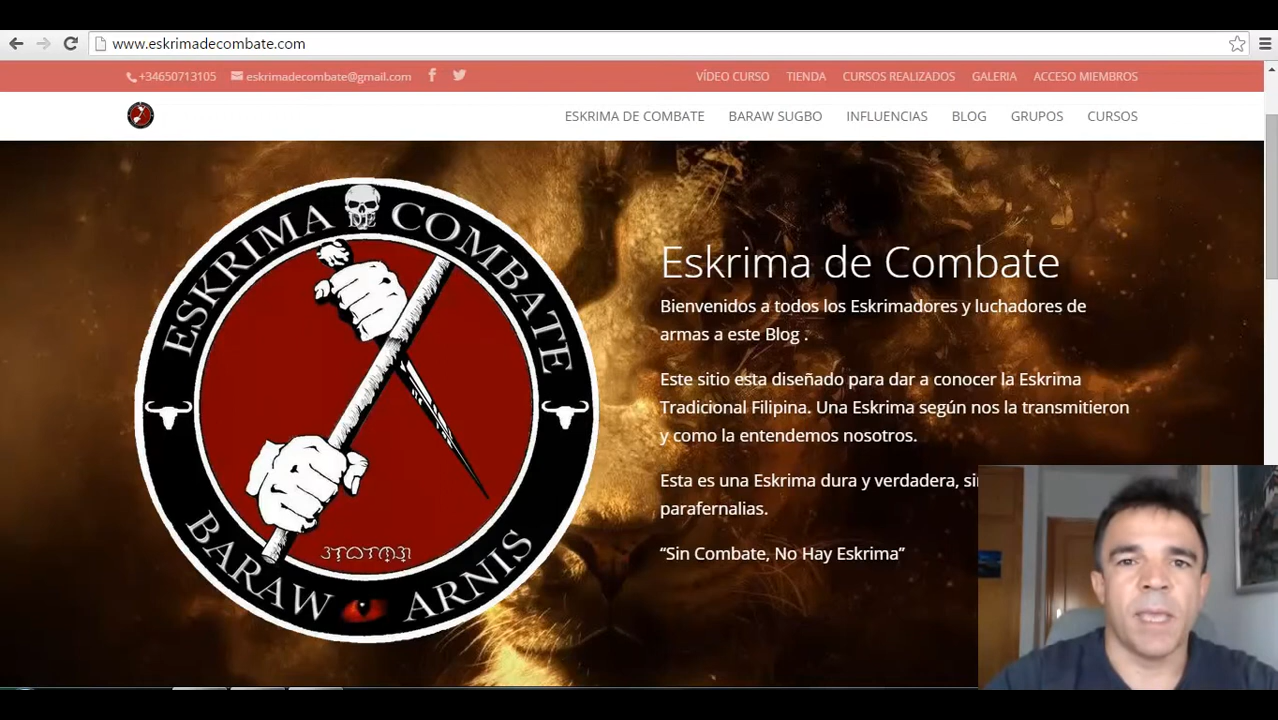 www.eskrimadecombate.com
+34650713105 eskrimadecombate@gmail.com VÍDEO CURSO TIENDA CURSOS REALIZADOS GALERIA ACCESO MIEMBROS
ESKRIMA DE COMBATE BARAW SUGBO INFLUENCIAS BLOG GRUPOS CURSOS
ESKRIMA DE COMBATE
BARAW ARNIS
Eskrima de Combate
Bienvenidos a todos los Eskrimadores y luchadores de
armas a este Blog .
Este sitio esta diseñado para dar a conocer la Eskrima
Tradicional Filipina. Una Eskrima según nos la transmitieron
y como la entendemos nosotros.
Esta es una Eskrima dura y verdadera,
parafernalias.
“Sin Combate, No Hay Eskrima”